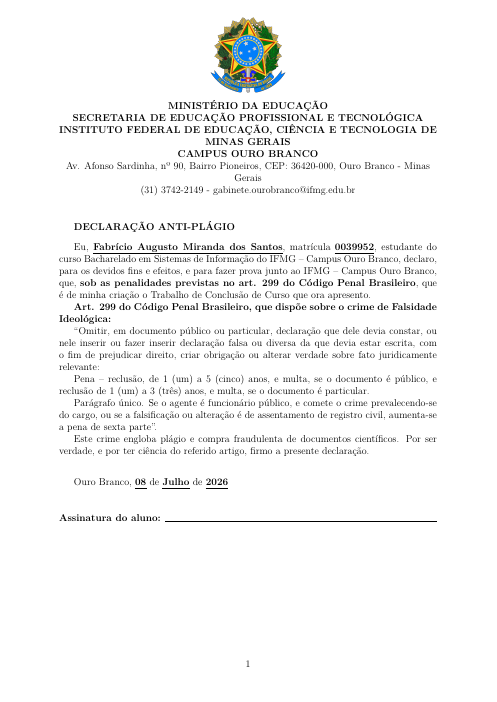 MINISTÉRIO DA EDUCAÇÃO
SECRETARIA DE EDUCAÇÃO PROFISSIONAL E TECNOLÓGICA
INSTITUTO FEDERAL DE EDUCAÇÃO, CIÊNCIA E TECNOLOGIA DE
MINAS GERAIS
CAMPUS OURO BRANCO
Av. Afonso Sardinha, nº 90, Bairro Pioneiros, CEP: 36420-000, Ouro Branco - Minas
Gerais
(31) 3742-2149 - gabinete.ourobranco@ifmg.edu.br
DECLARAÇÃO ANTI-PLÁGIO
Eu, Fabrício Augusto Miranda dos Santos, matrícula 0039952, estudante do
curso Bacharelado em Sistemas de Informação do IFMG – Campus Ouro Branco, declaro,
para os devidos fins e efeitos, e para fazer prova junto ao IFMG – Campus Ouro Branco,
que, sob as penalidades previstas no art. 299 do Código Penal Brasileiro, que
é de minha criação o Trabalho de Conclusão de Curso que ora apresento.
Art. 299 do Código Penal Brasileiro, que dispõe sobre o crime de Falsidade
Ideológica:
“Omitir, em documento público ou particular, declaração que dele devia constar, ou
nele inserir ou fazer inserir declaração falsa ou diversa da que devia estar escrita, com
o fim de prejudicar direito, criar obrigação ou alterar verdade sobre fato juridicamente
relevante:
Pena – reclusão, de 1 (um) a 5 (cinco) anos, e multa, se o documento é público, e
reclusão de 1 (um) a 3 (três) anos, e multa, se o documento é particular.
Parágrafo único. Se o agente é funcionário público, e comete o crime prevalecendo-se
do cargo, ou se a falsificação ou alteração é de assentamento de registro civil, aumenta-se
a pena de sexta parte”.
Este crime engloba plágio e compra fraudulenta de documentos científicos. Por ser
verdade, e por ter ciência do referido artigo, firmo a presente declaração.
Ouro Branco, 08 de Julho de 2026
Assinatura do aluno:
1